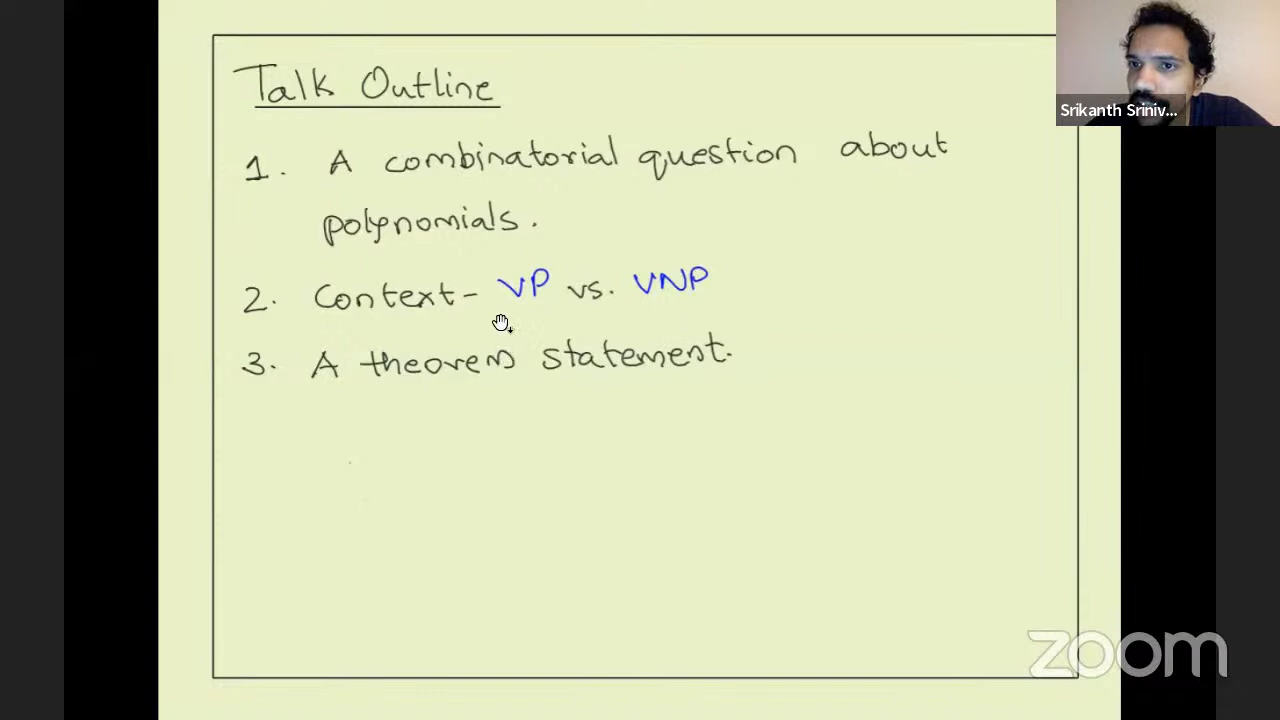 Talk Outline
Srikanth Sriniv...
1. A combinatorial question about
polynomials.
2. Context- VP vs. VNP
3. A theorem statement.
zoom